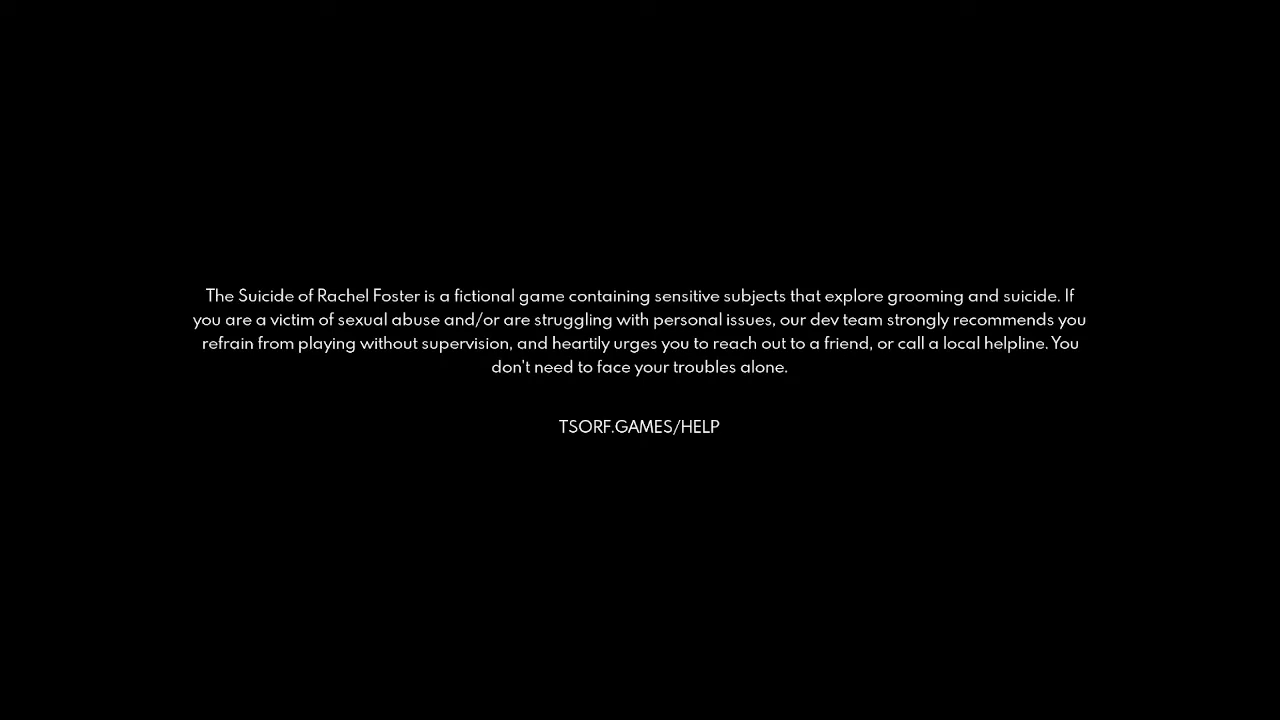 The Suicide of Rachel Foster is a fictional game containing sensitive subjects that explore grooming and suicide. If
you are a victim of sexual abuse and/or are struggling with personal issues, our dev team strongly recommends you
refrain from playing without supervision, and heartily urges you to reach out to a friend, or call a local helpline. You
don't need to face your troubles alone.
TSORF.GAMES/HELP